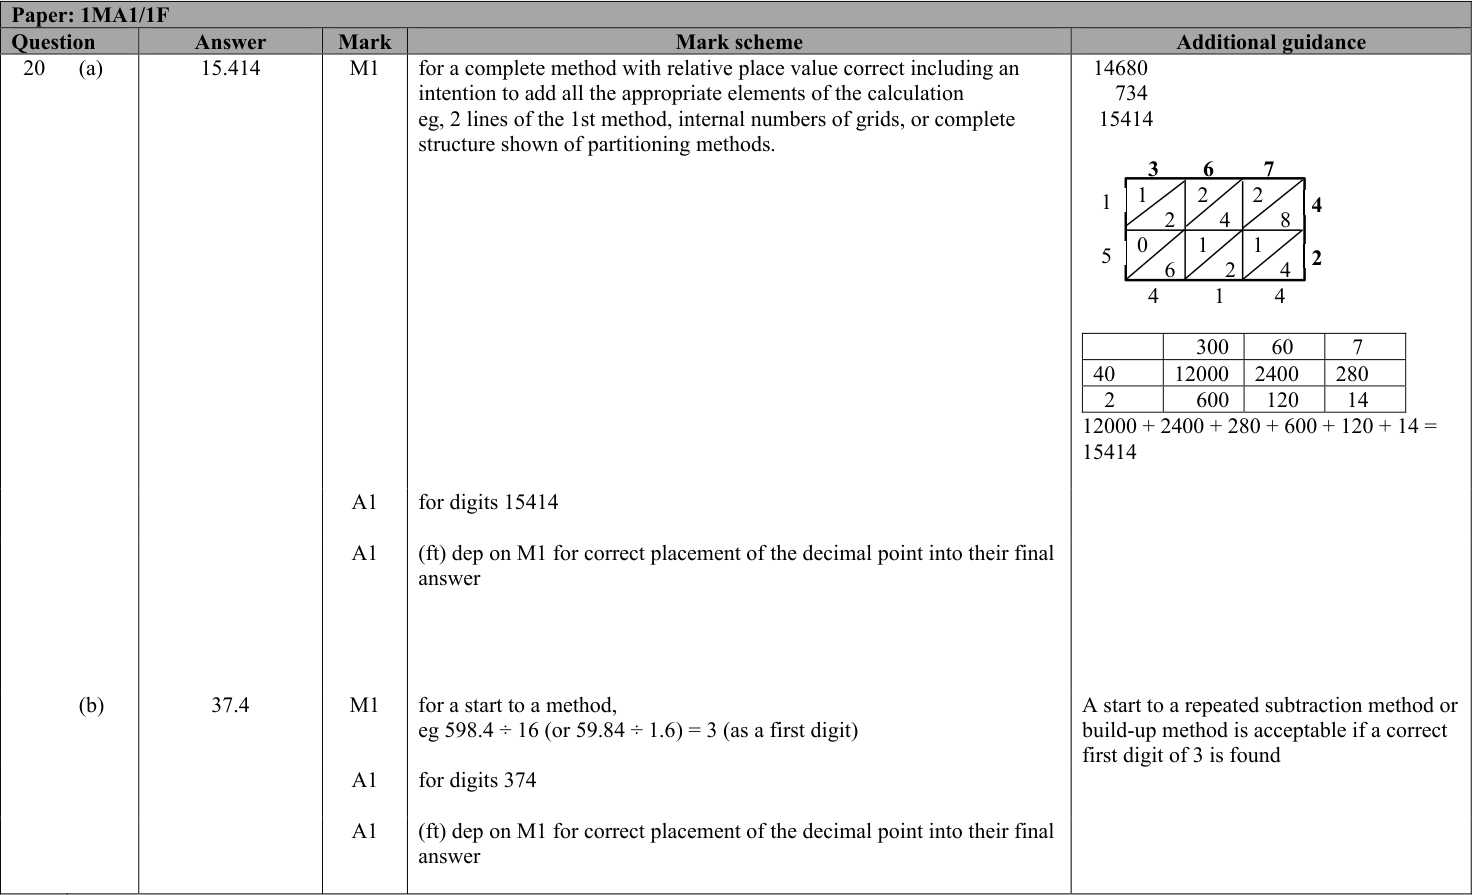 Paper: 1MA1/1F
Question Answer Mark Mark scheme Additional guidance
20 (a) 15.414 M1 for a complete method with relative place value correct including an
intention to add all the appropriate elements of the calculation
eg, 2 lines of the 1st method, internal numbers of grids, or complete
structure shown of partitioning methods.
14680
734
15414
3 6 7
1 1 2 2 4
2 4 8
5 0 1 1 2
6 2 4
4 1 4
300 60 7
40 12000 2400 280
2 600 120 14
12000 + 2400 + 280 + 600 + 120 + 14 =
15414
A1 for digits 15414
A1 (ft) dep on M1 for correct placement of the decimal point into their final
answer
(b) 37.4 M1 for a start to a method,
eg 598.4 ÷ 16 (or 59.84 ÷ 1.6) = 3 (as a first digit)
A start to a repeated subtraction method or
build-up method is acceptable if a correct
first digit of 3 is found
A1 for digits 374
A1 (ft) dep on M1 for correct placement of the decimal point into their final
answer